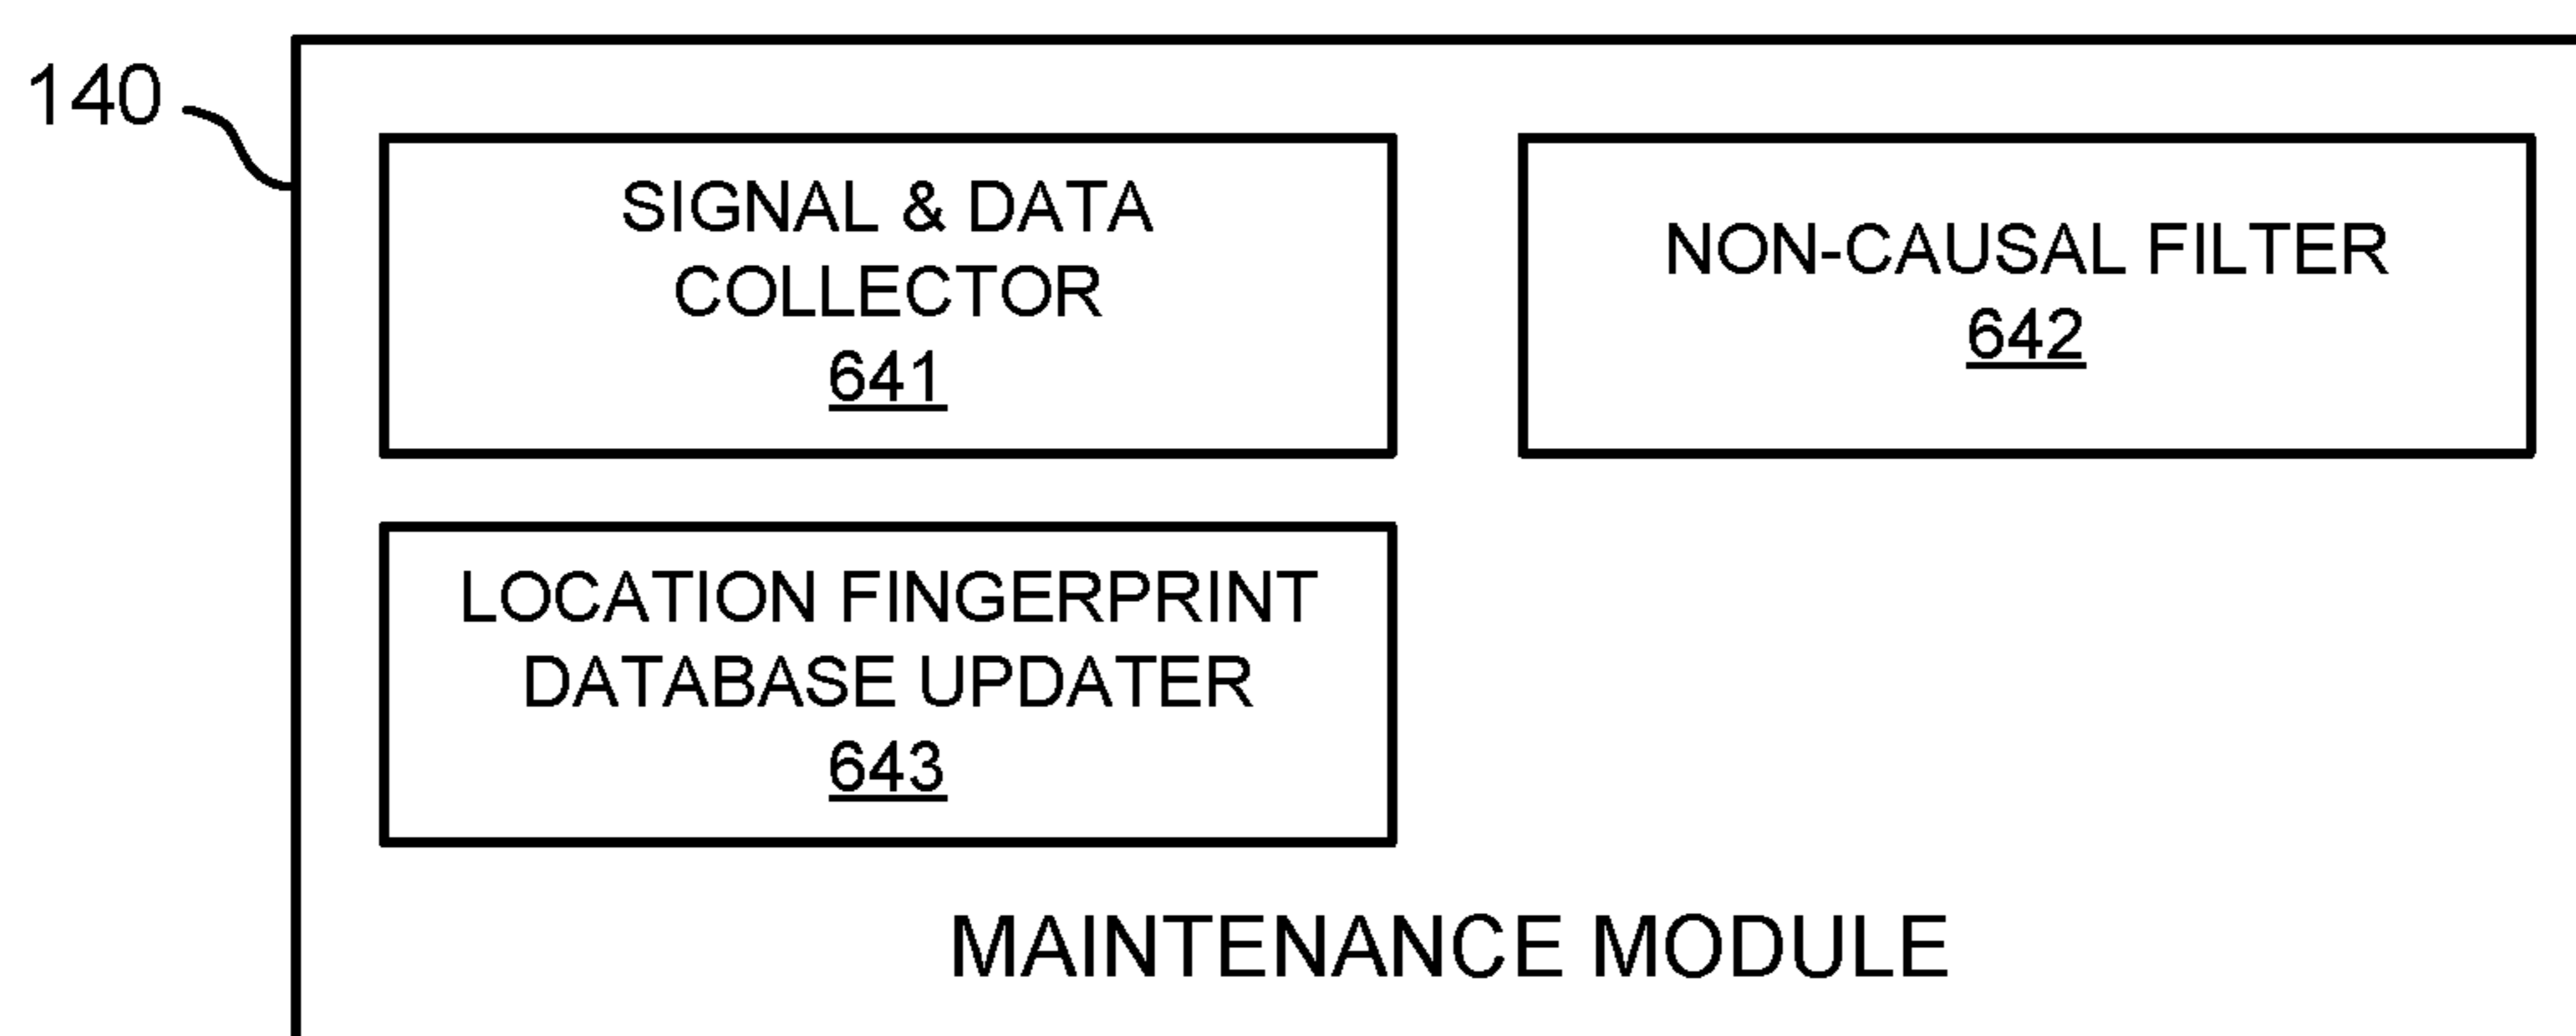 140
SIGNAL & DATA
COLLECTOR
641
NON-CAUSAL FILTER
642
LOCATION FINGERPRINT
DATABASE UPDATER
643
MAINTENANCE MODULE